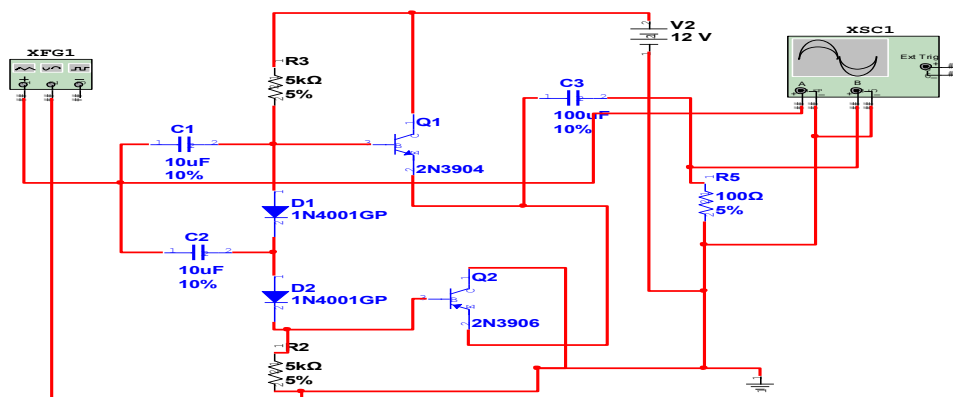 XFG1
R3
5kΩ
5%
V2
12 V
XSC1
Ext Trig
A
B
C1
10uF
10%
C3
100uF
10%
Q1
2N3904
R5
100Ω
5%
D1
1N4001GP
C2
10uF
10%
D2
1N4001GP
Q2
2N3906
R2
5kΩ
5%